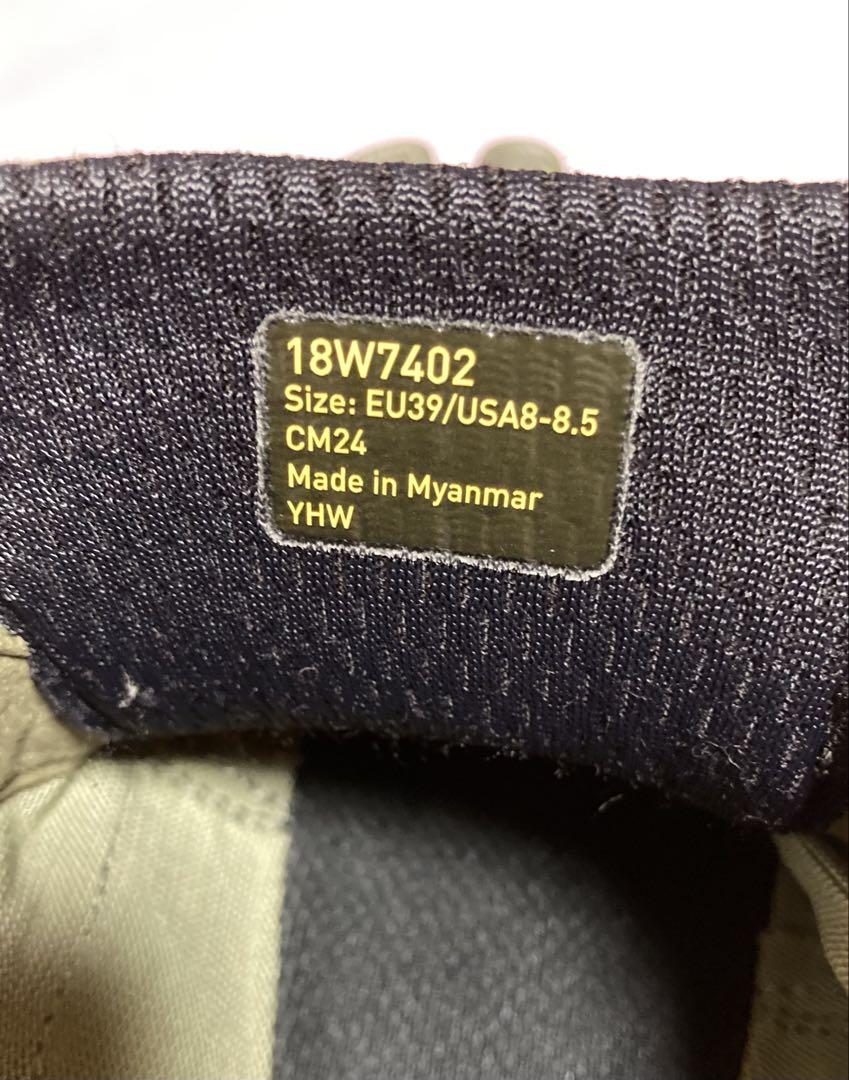 18W7402
Size: EU39/USA8-8.5
CM24
Made in Myanmar
YHW